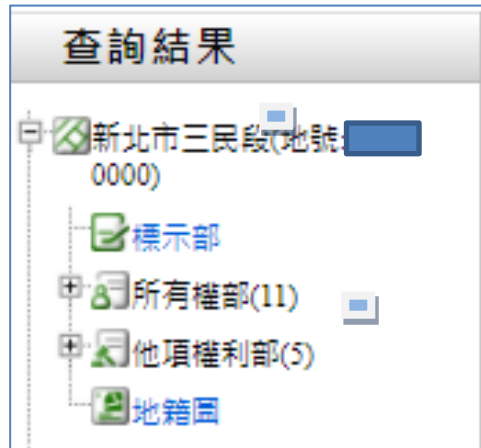 查詢結果
新北市三民段(地號:
0000)
標示部
所有權部(11)
他項權利部(5)
地籍圖